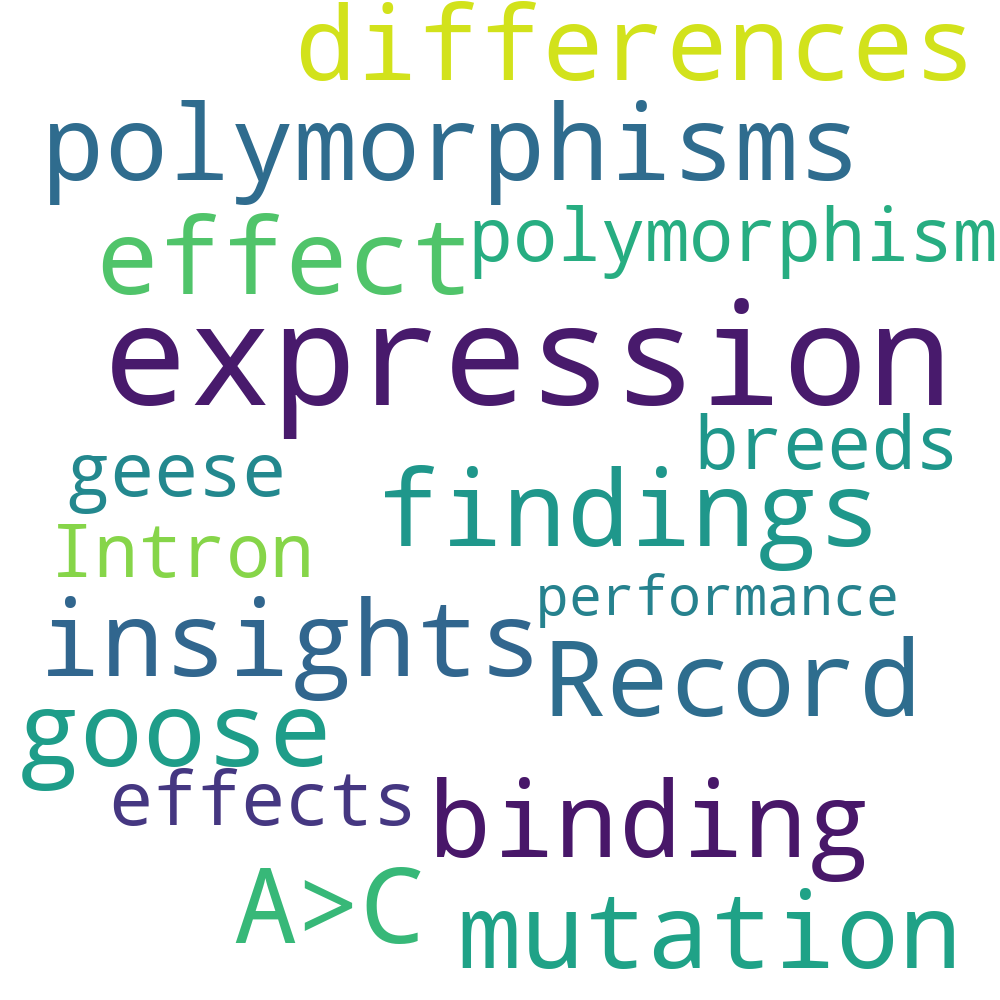 differences
polymorphisms
effect polymorphism
expression
breeds
geese findings
Intron
performance
insights Record
goose
effects binding
A>C mutation